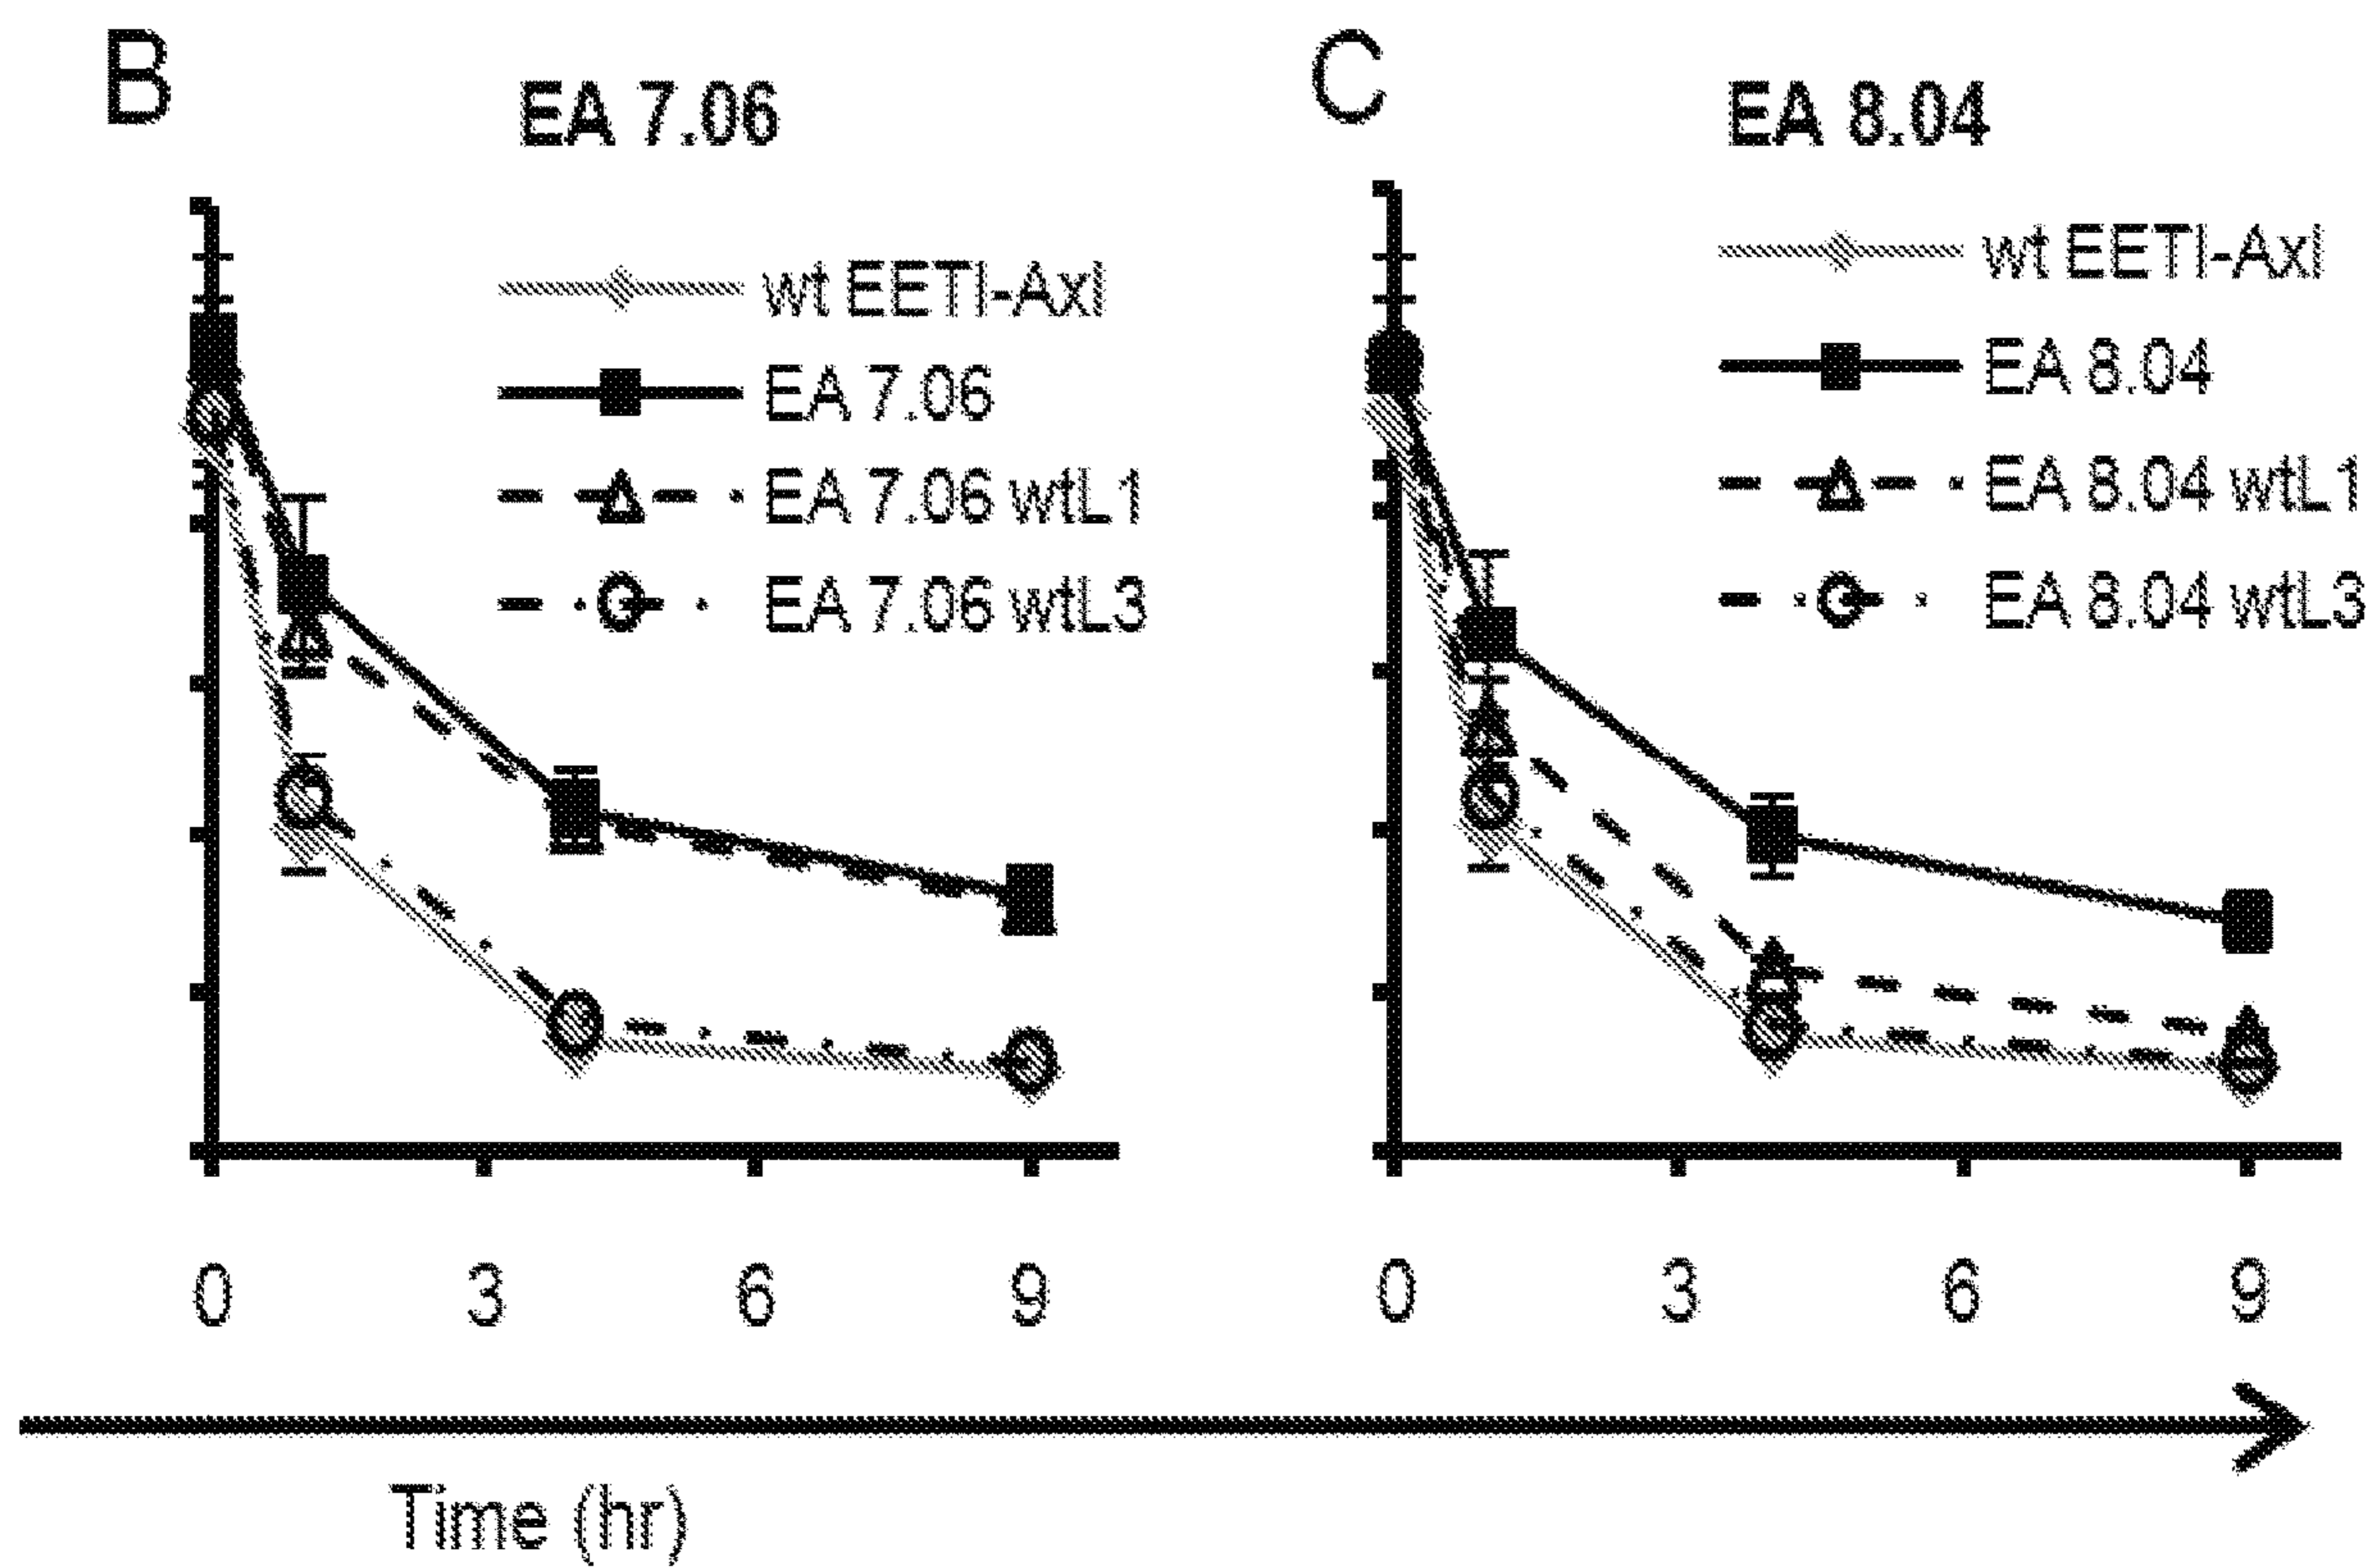 B
EA 7.06
wt EETI-Axl
EA 7.06
EA 7.06 wtL1
EA 7.06 wtL3
0 3 6 9
C
EA 8.04
wt EETI-Axl
EA 8.04
EA 8.04 wtL1
EA 8.04 wtL3
0 3 6 9
Time (hr)